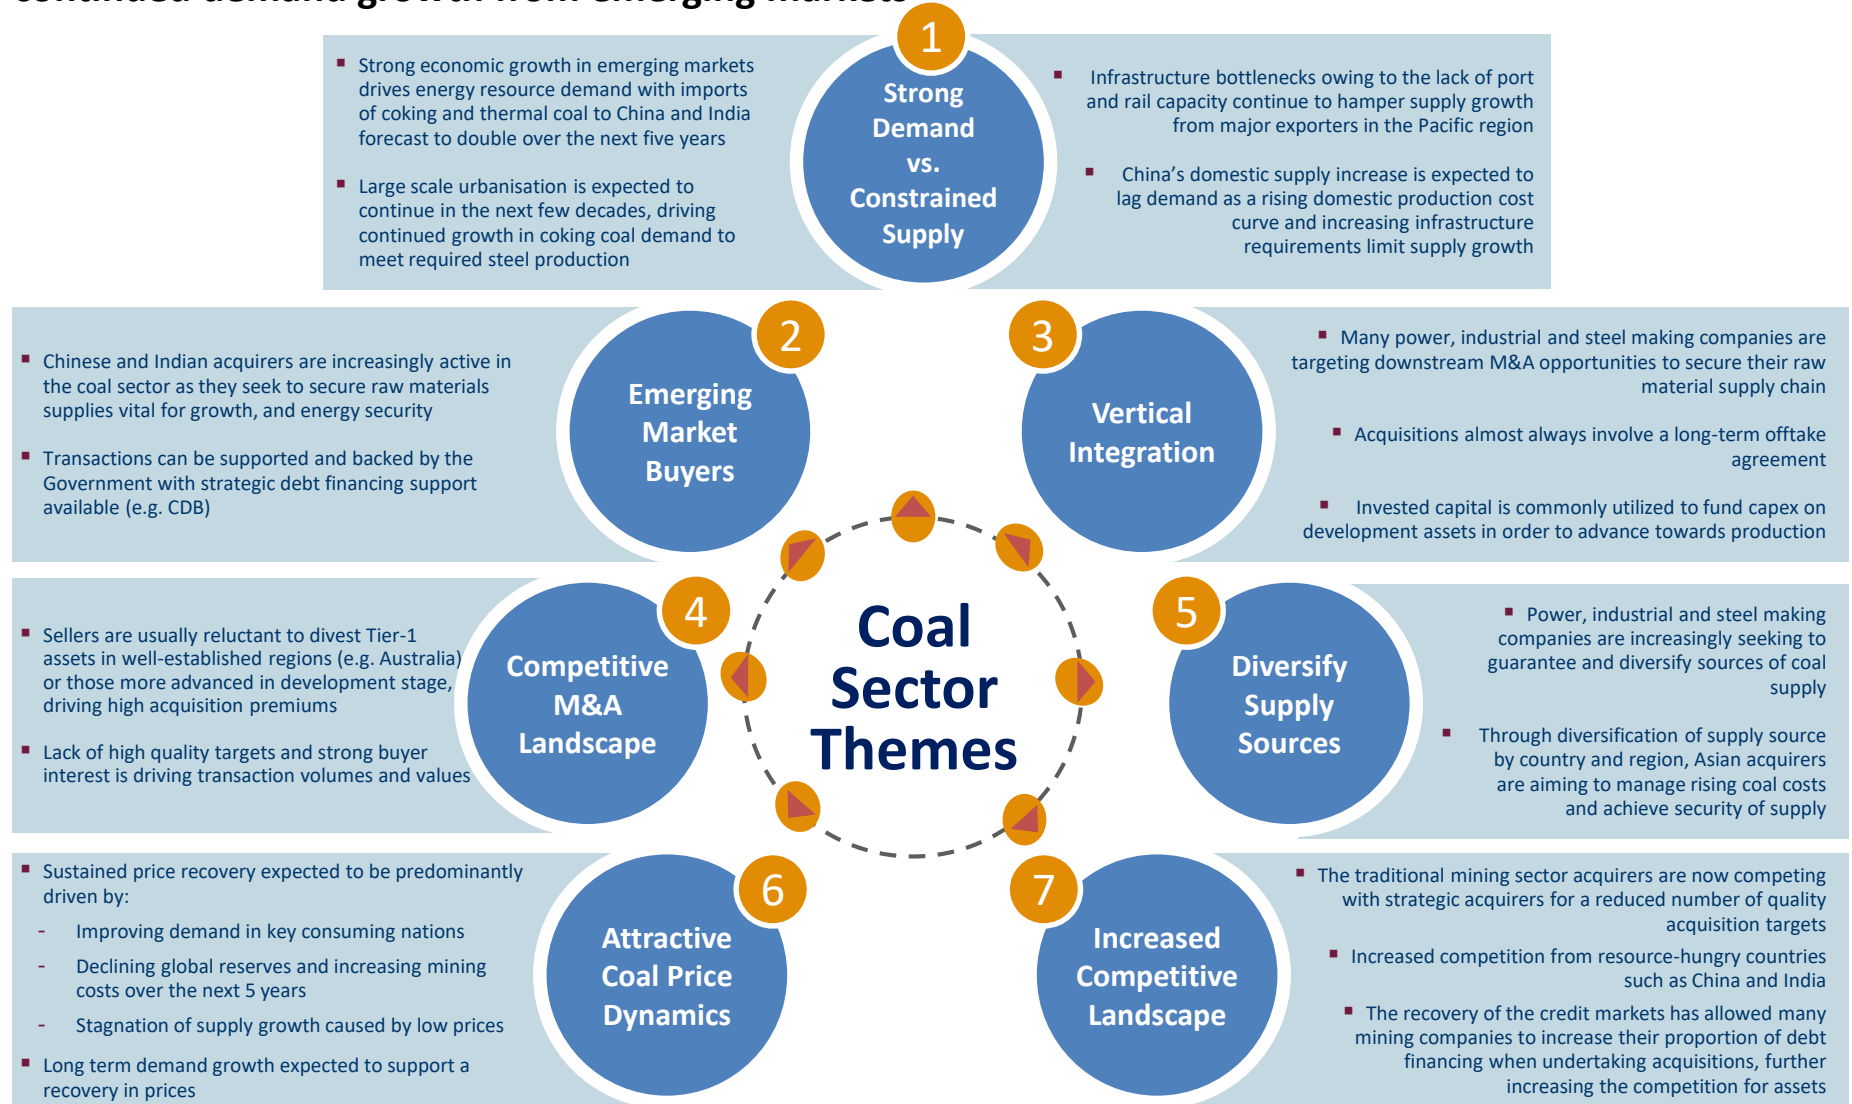 continued demand growth from emerging markets
1
Strong
Demand
vs.
Constrained
Supply
▪ Strong economic growth in emerging markets
drives energy resource demand with imports
of coking and thermal coal to China and India
forecast to double over the next five years
▪ Large scale urbanisation is expected to
continue in the next few decades, driving
continued growth in coking coal demand to
meet required steel production
▪ Infrastructure bottlenecks owing to the lack of port
and rail capacity continue to hamper supply growth
from major exporters in the Pacific region
▪ China’s domestic supply increase is expected to
lag demand as a rising domestic production cost
curve and increasing infrastructure
requirements limit supply growth
2
Emerging
Market
Buyers
▪ Chinese and Indian acquirers are increasingly active in
the coal sector as they seek to secure raw materials
supplies vital for growth, and energy security
▪ Transactions can be supported and backed by the
Government with strategic debt financing support
available (e.g. CDB)
3
Vertical
Integration
▪ Many power, industrial and steel making companies are
targeting downstream M&A opportunities to secure their raw
material supply chain
▪ Acquisitions almost always involve a long-term offtake
agreement
▪ Invested capital is commonly utilized to fund capex on
development assets in order to advance towards production
Coal
Sector
Themes
4
Competitive
M&A
Landscape
▪ Sellers are usually reluctant to divest Tier-1
assets in well-established regions (e.g. Australia)
or those more advanced in development stage,
driving high acquisition premiums
▪ Lack of high quality targets and strong buyer
interest is driving transaction volumes and values
5
Diversify
Supply
Sources
▪ Power, industrial and steel making
companies are increasingly seeking to
guarantee and diversify sources of coal
supply
▪ Through diversification of supply source
by country and region, Asian acquirers
are aiming to manage rising coal costs
and achieve security of supply
6
Attractive
Coal Price
Dynamics
▪ Sustained price recovery expected to be predominantly
driven by:
- Improving demand in key consuming nations
- Declining global reserves and increasing mining
costs over the next 5 years
- Stagnation of supply growth caused by low prices
▪ Long term demand growth expected to support a
recovery in prices
7
Increased
Competitive
Landscape
▪ The traditional mining sector acquirers are now competing
with strategic acquirers for a reduced number of quality
acquisition targets
▪ Increased competition from resource-hungry countries
such as China and India
▪ The recovery of the credit markets has allowed many
mining companies to increase their proportion of debt
financing when undertaking acquisitions, further
increasing the competition for assets